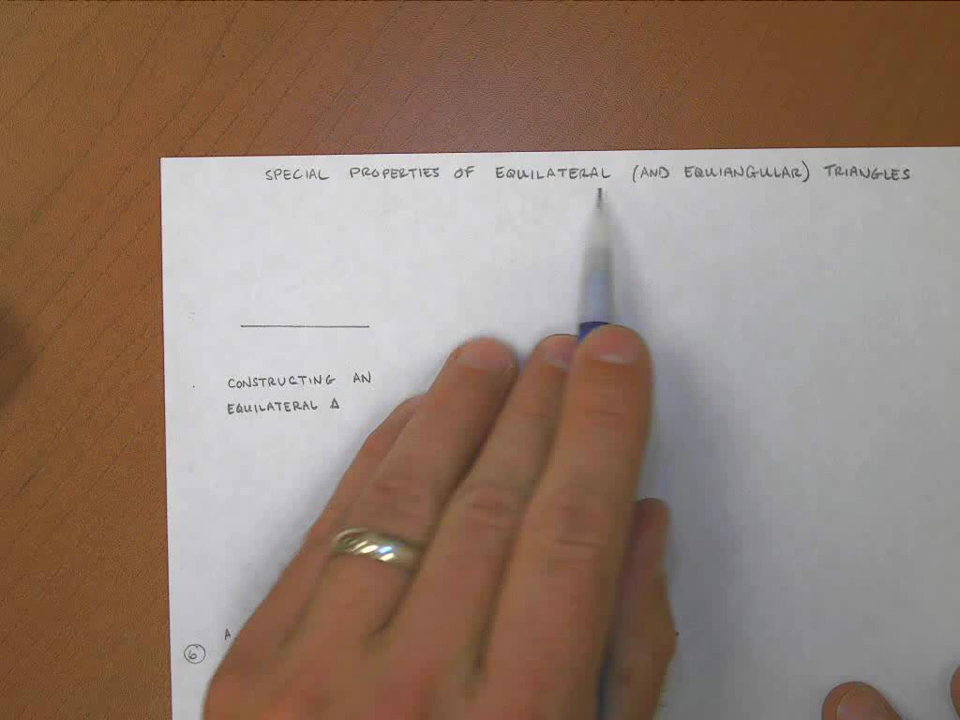 SPECIAL PROPERTIES OF EQUILATERAL (AND EQUIANGULAR) TRIANGLES
CONSTRUCTING AN
EQUILATERAL Δ
A
6